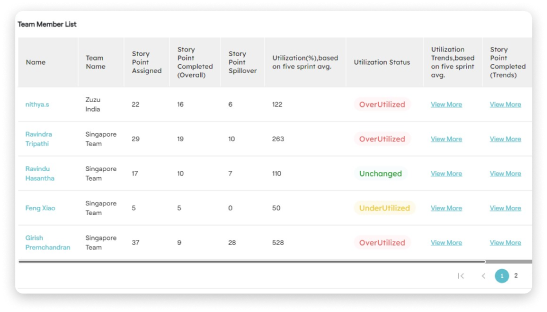 Team Member List
Name
Team Name
Story Point Assigned
Story Point Completed (Overall)
Story Point Spillover
Utilization(%),based on five sprint avg.
Utilization Status
Utilization Trends,based on five sprint avg.
Story Point Completed (Trends)
nithya.s Zuzu India 22 16 6 122 OverUtilized View More View More
Ravindra Tripathi Singapore Team 29 19 10 263 OverUtilized View More View More
Ravindu Hasantha Singapore Team 17 10 7 110 Unchanged View More View More
Feng Xiao Singapore Team 5 5 0 50 UnderUtilized View More View More
Girish Premchandran Singapore Team 37 9 28 528 OverUtilized View More View More
1 2